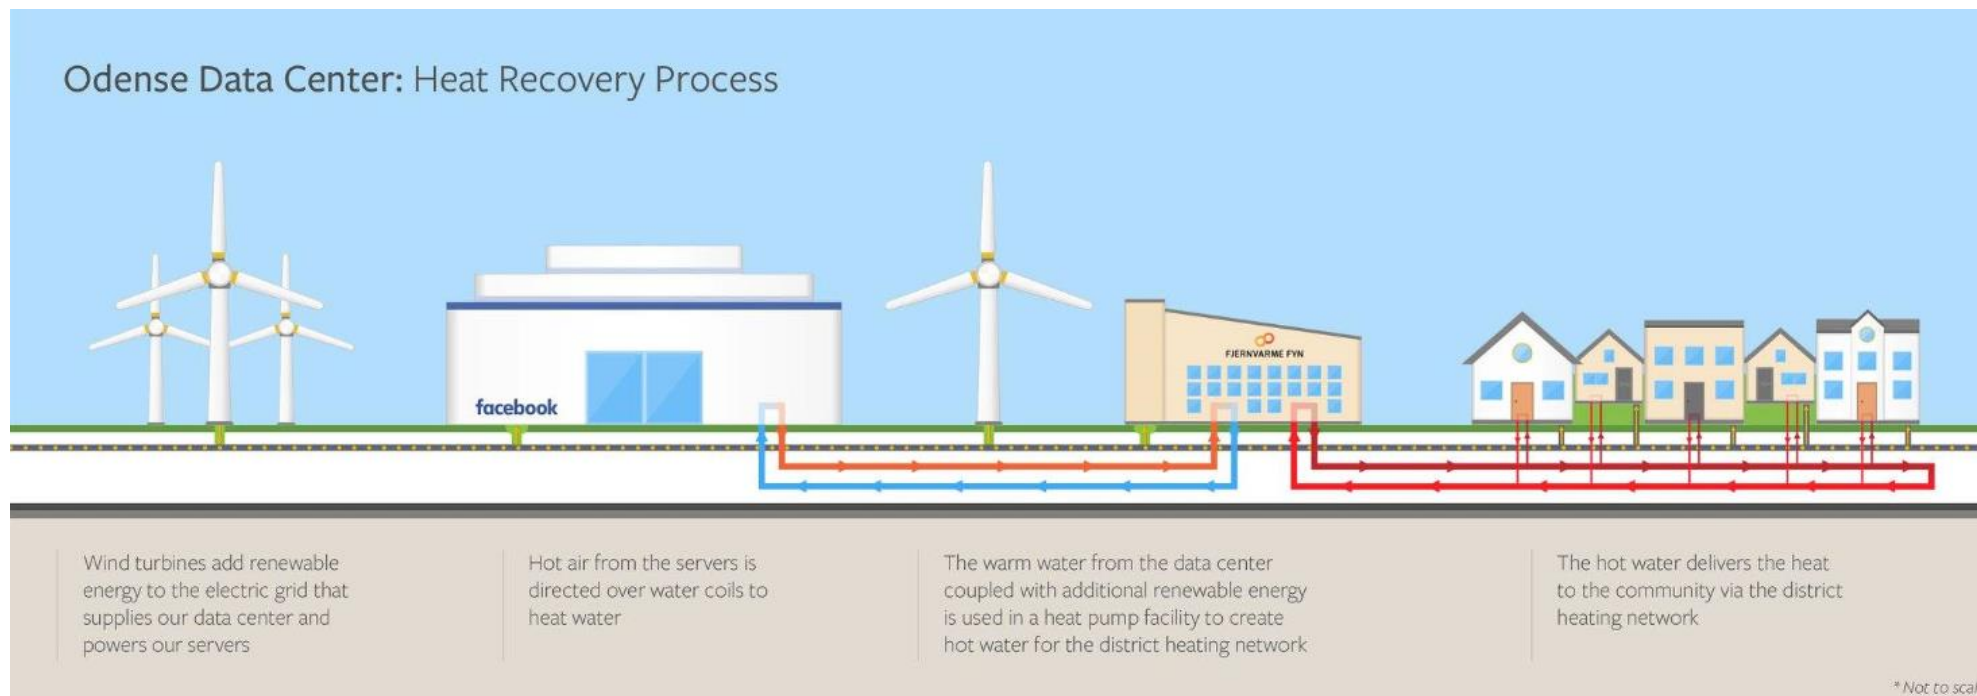 Odense Data Center: Heat Recovery Process
facebook
FJERNVARME FYN
Wind turbines add renewable
energy to the electric grid that
supplies our data center and
powers our servers
Hot air from the servers is
directed over water coils to
heat water
The warm water from the data center
coupled with additional renewable energy
is used in a heat pump facility to create
hot water for the district heating network
The hot water delivers the heat
to the community via the district
heating network
*Not to scal